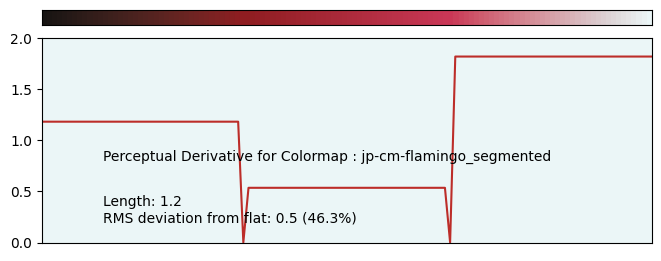 2.0
1.5
1.0
0.5
0.0
Perceptual Derivative for Colormap : jp-cm-flamingo_segmented
Length: 1.2
RMS deviation from flat: 0.5 (46.3%)